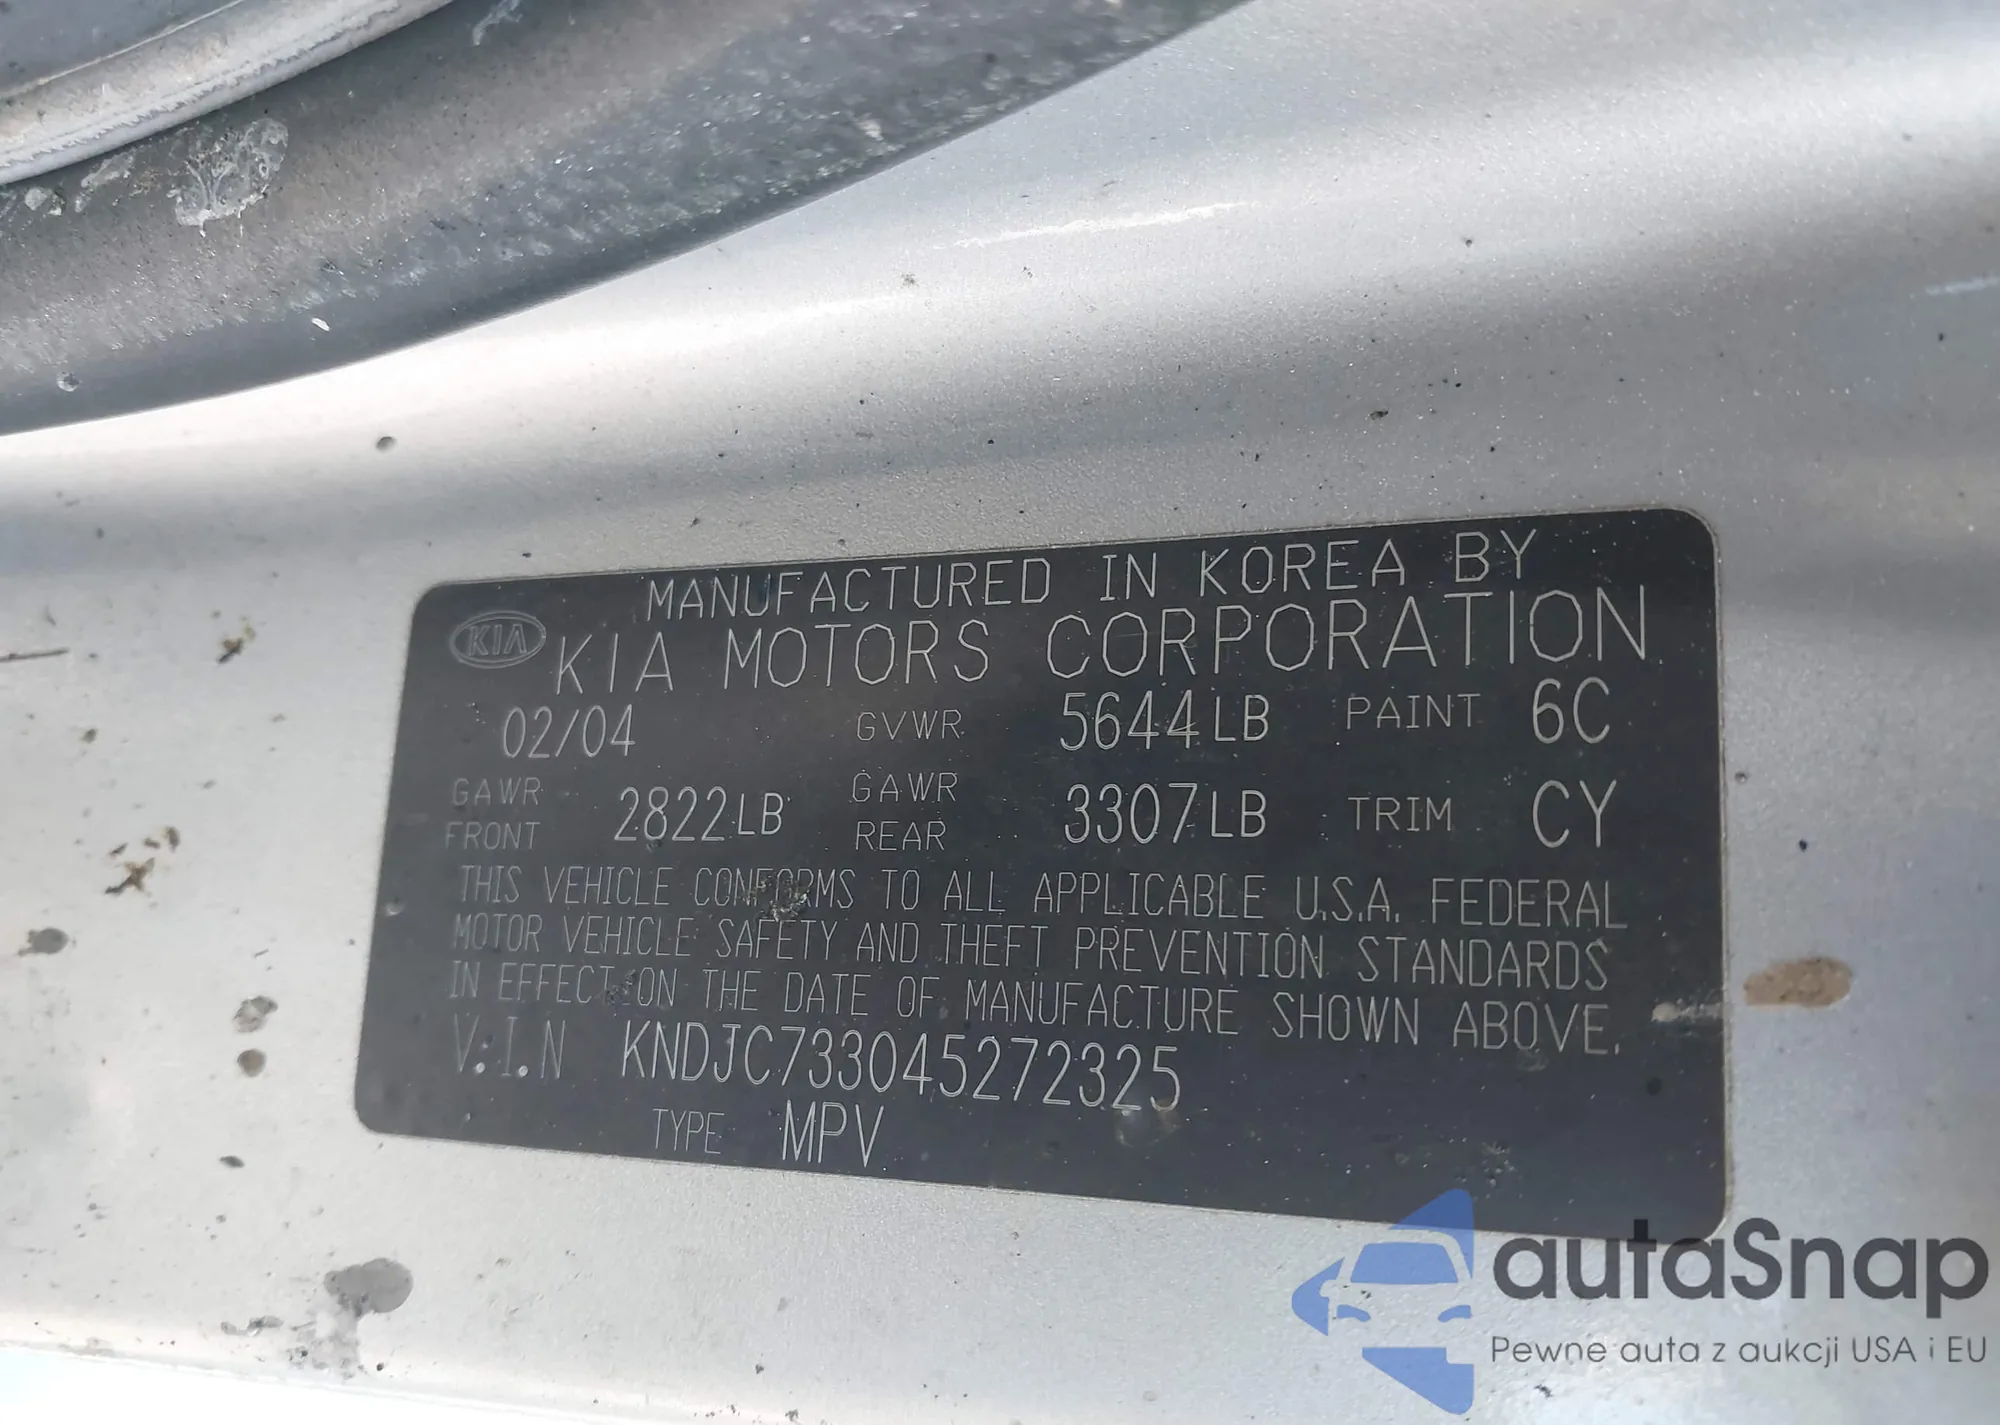 MANUFACTURED IN KOREA BY
KIA KIA MOTORS CORPORATION
02/04 GVWR 5644LB PAINT 6C
GAWR FRONT 2822LB GAWR REAR 3307LB TRIM CY
THIS VEHICLE CONFORMS TO ALL APPLICABLE U.S.A. FEDERAL
MOTOR VEHICLE SAFETY AND THEFT PREVENTION STANDARDS
IN EFFECT ON THE DATE OF MANUFACTURE SHOWN ABOVE.
V.I.N KNDJC733045272325
TYPE MPV
autaSnap
Pewne auta z aukcji USA i EU